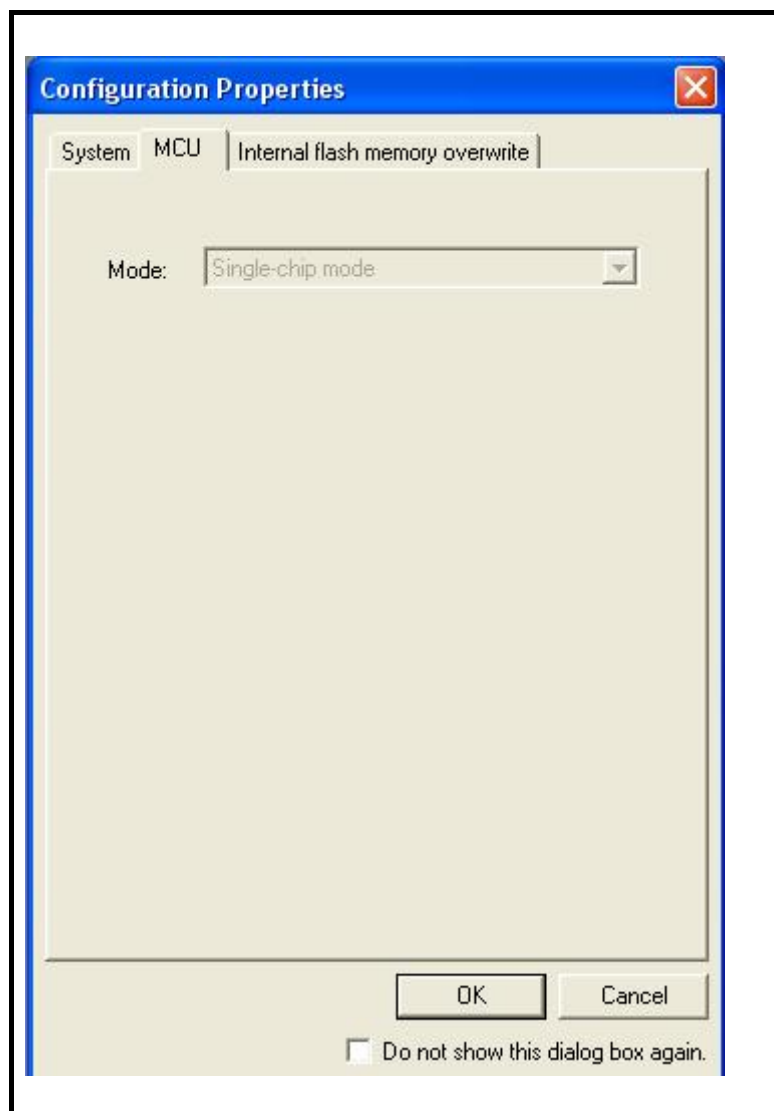 Configuration Properties
System MCU Internal flash memory overwrite
Mode: Single-chip mode
OK Cancel
Do not show this dialog box again.